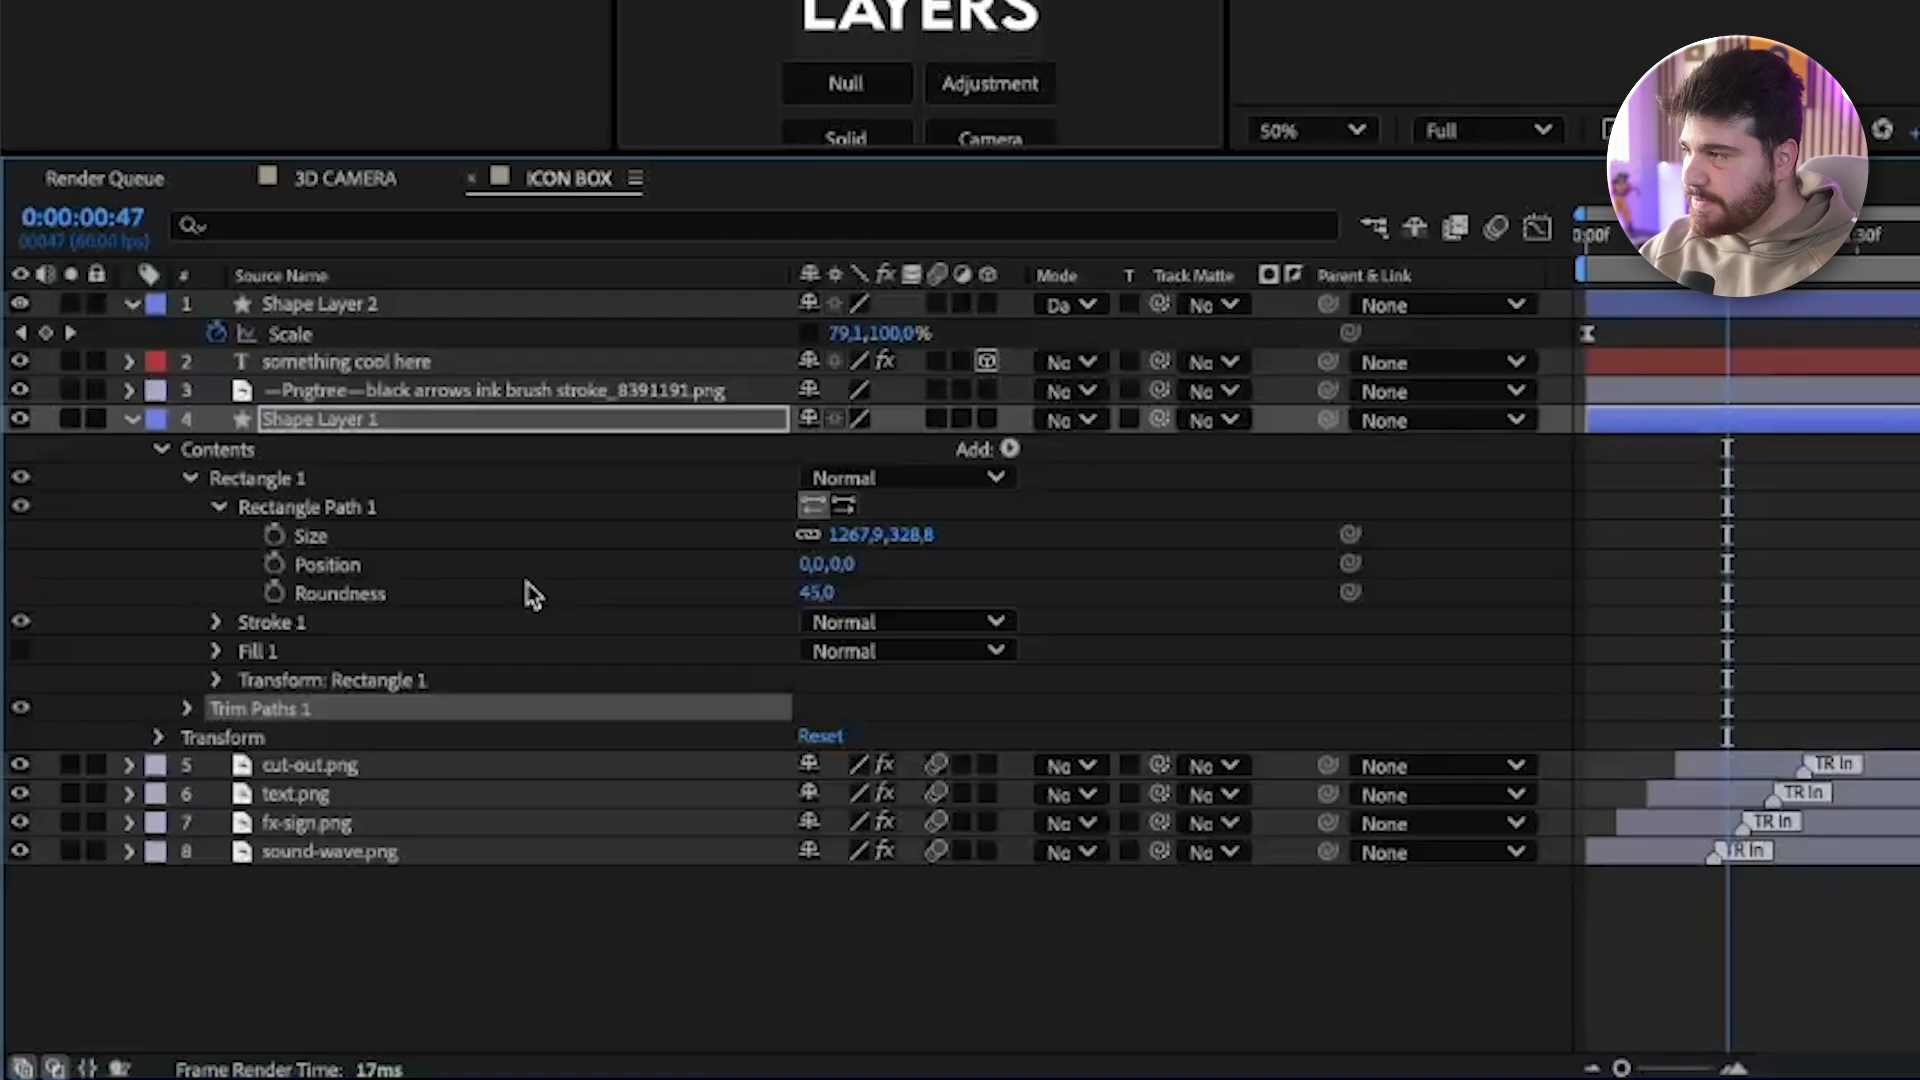 LAYERS
Null Adjustment
Solid Camera
50% Full
Render Queue 3D CAMERA × ICON BOX
0:00:00:47
00047 (60.00 fps)
0:00f 30f
# Source Name Mode T Track Matte Parent & Link
1 Shape Layer 2 Da No None
Scale 79,1,100,0%
2 T something cool here fx No No None
3 —Pngtree—black arrows ink brush stroke_8391191.png No No None
4 Shape Layer 1 No No None
Contents Add:
Rectangle 1 Normal
Rectangle Path 1
Size 1267,9,328,8
Position 0,0,0,0
Roundness 45,0
Stroke 1 Normal
Fill 1 Normal
Transform: Rectangle 1
Trim Paths 1
Transform Reset
5 cut-out.png fx No No None TR In
6 text.png fx No No None TR In
7 fx-sign.png fx No No None TR In
8 sound-wave.png fx No No None TR In
Frame Render Time: 17ms